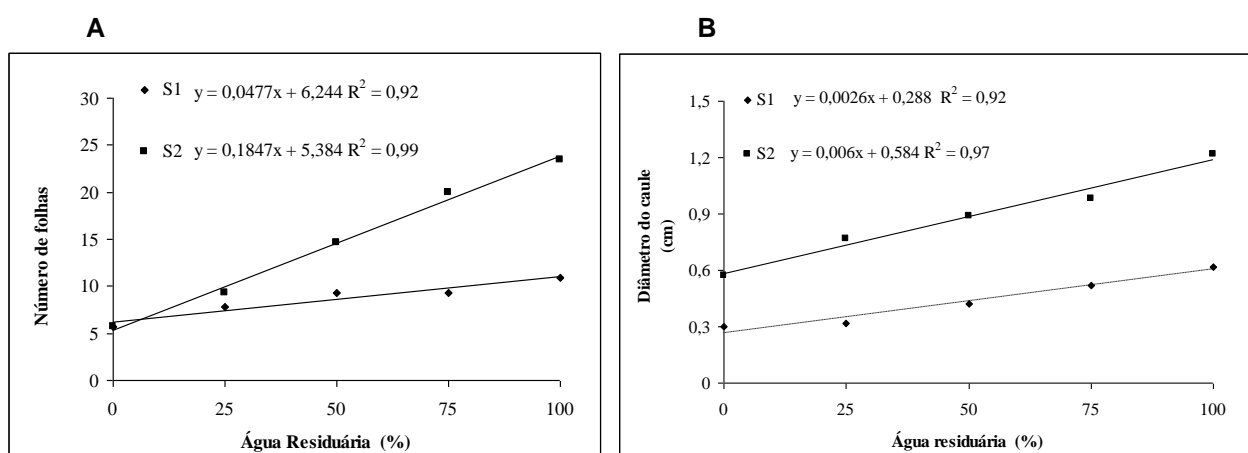 A
S1 y = 0,0477x + 6,244 R² = 0,92
S2 y = 0,1847x + 5,384 R² = 0,99
Número de folhas
30
25
20
15
10
5
0
0 25 50 75 100
Água Residuária (%)
B
S1 y = 0,0026x + 0,288 R² = 0,92
S2 y = 0,006x + 0,584 R² = 0,97
Diâmetro do caule
(cm)
1,5
1,2
0,9
0,6
0,3
0
0 25 50 75 100
Água residuária (%)